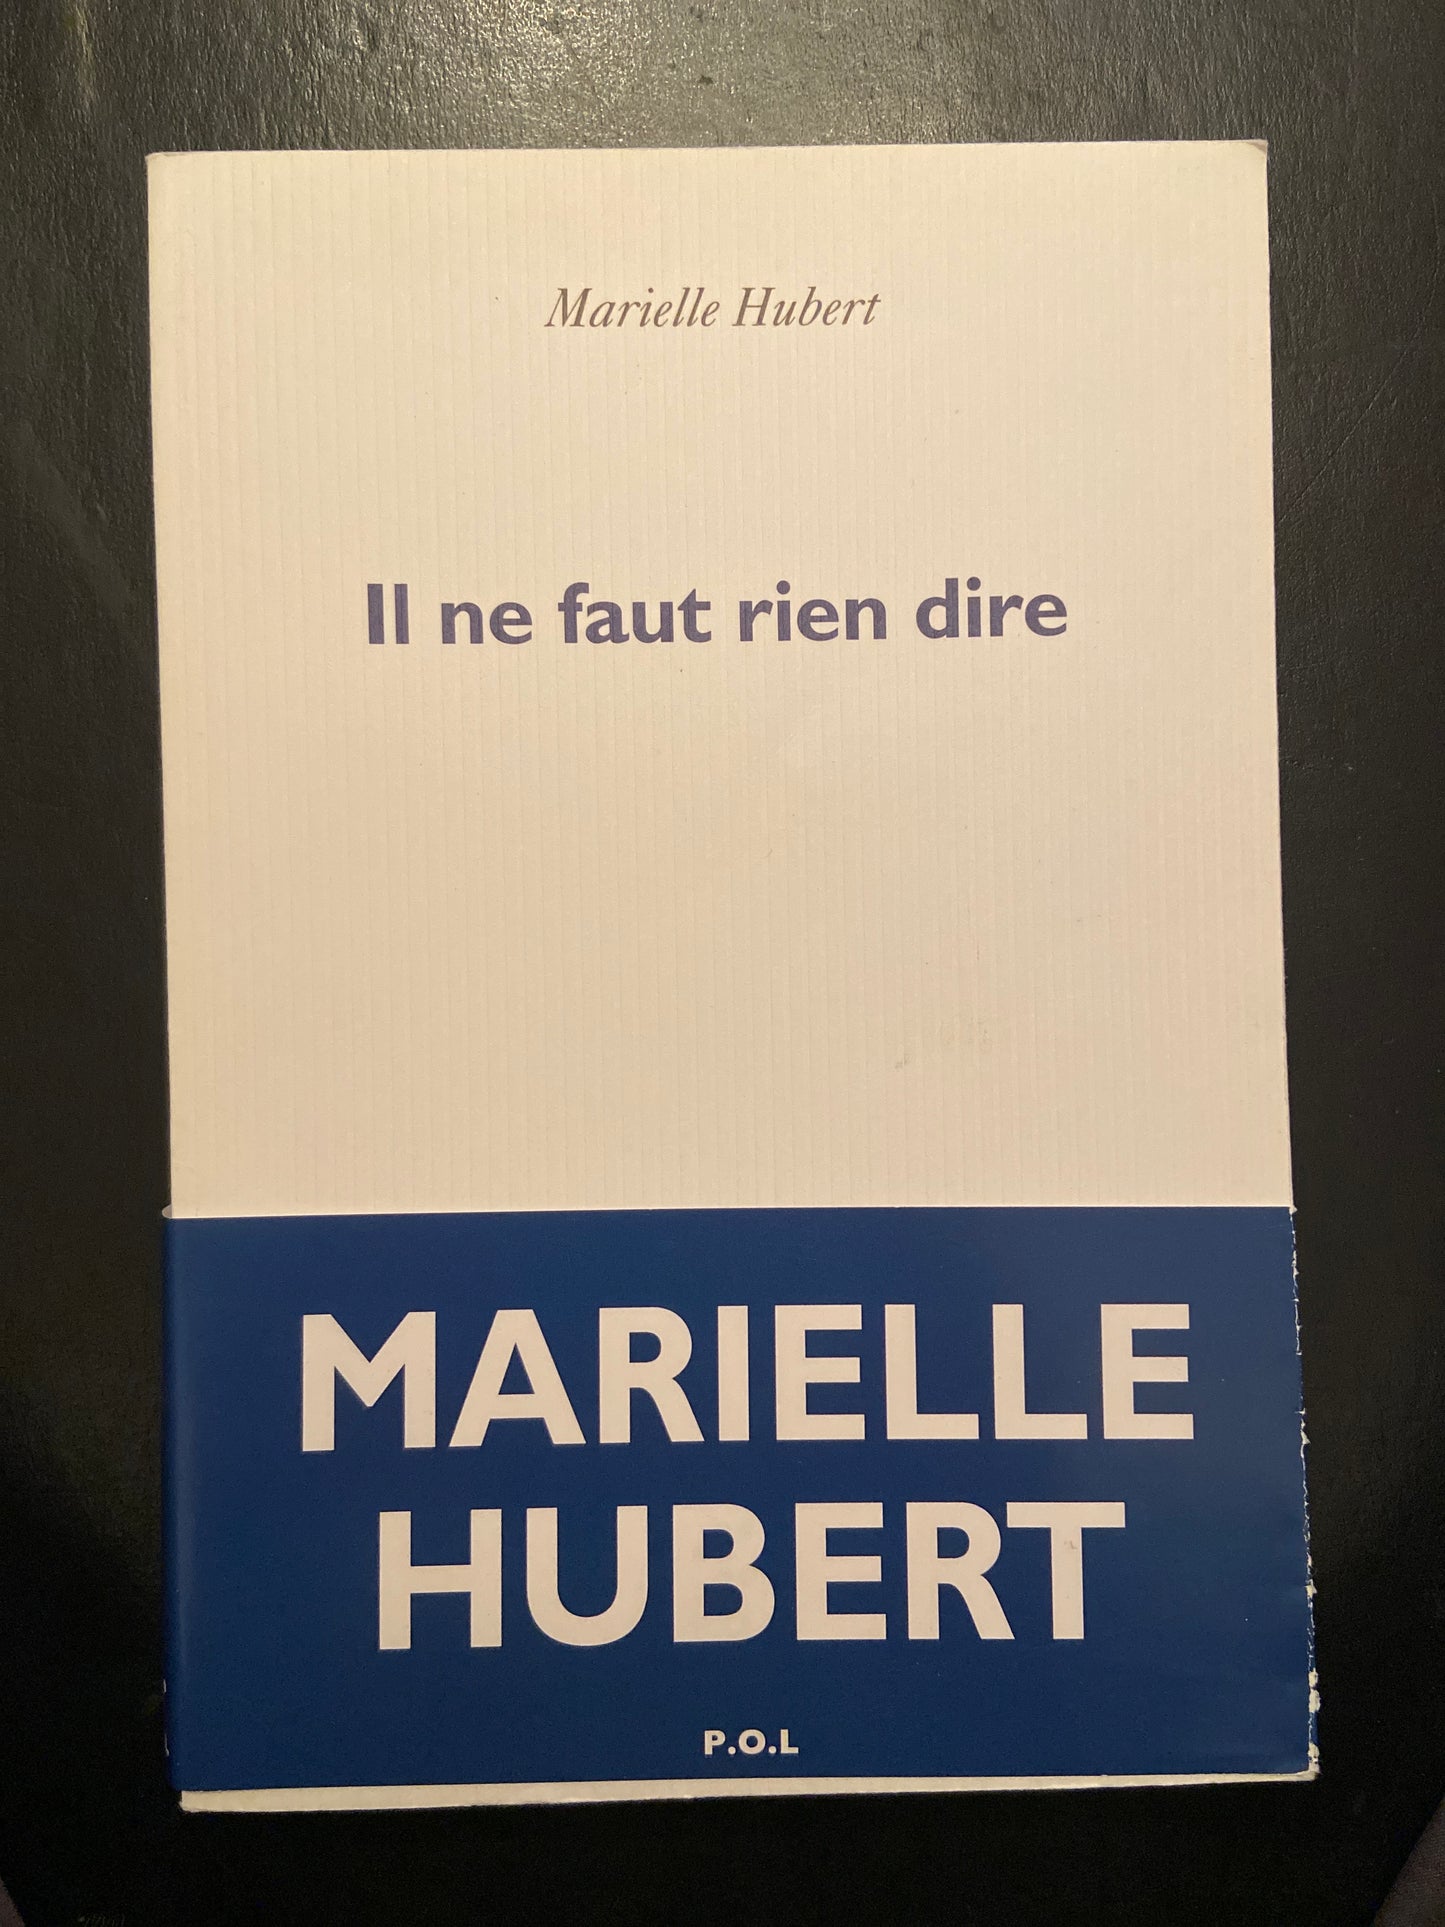 Marielle Hubert
Il ne faut rien dire
MARIELLE
HUBERT
P.O.L